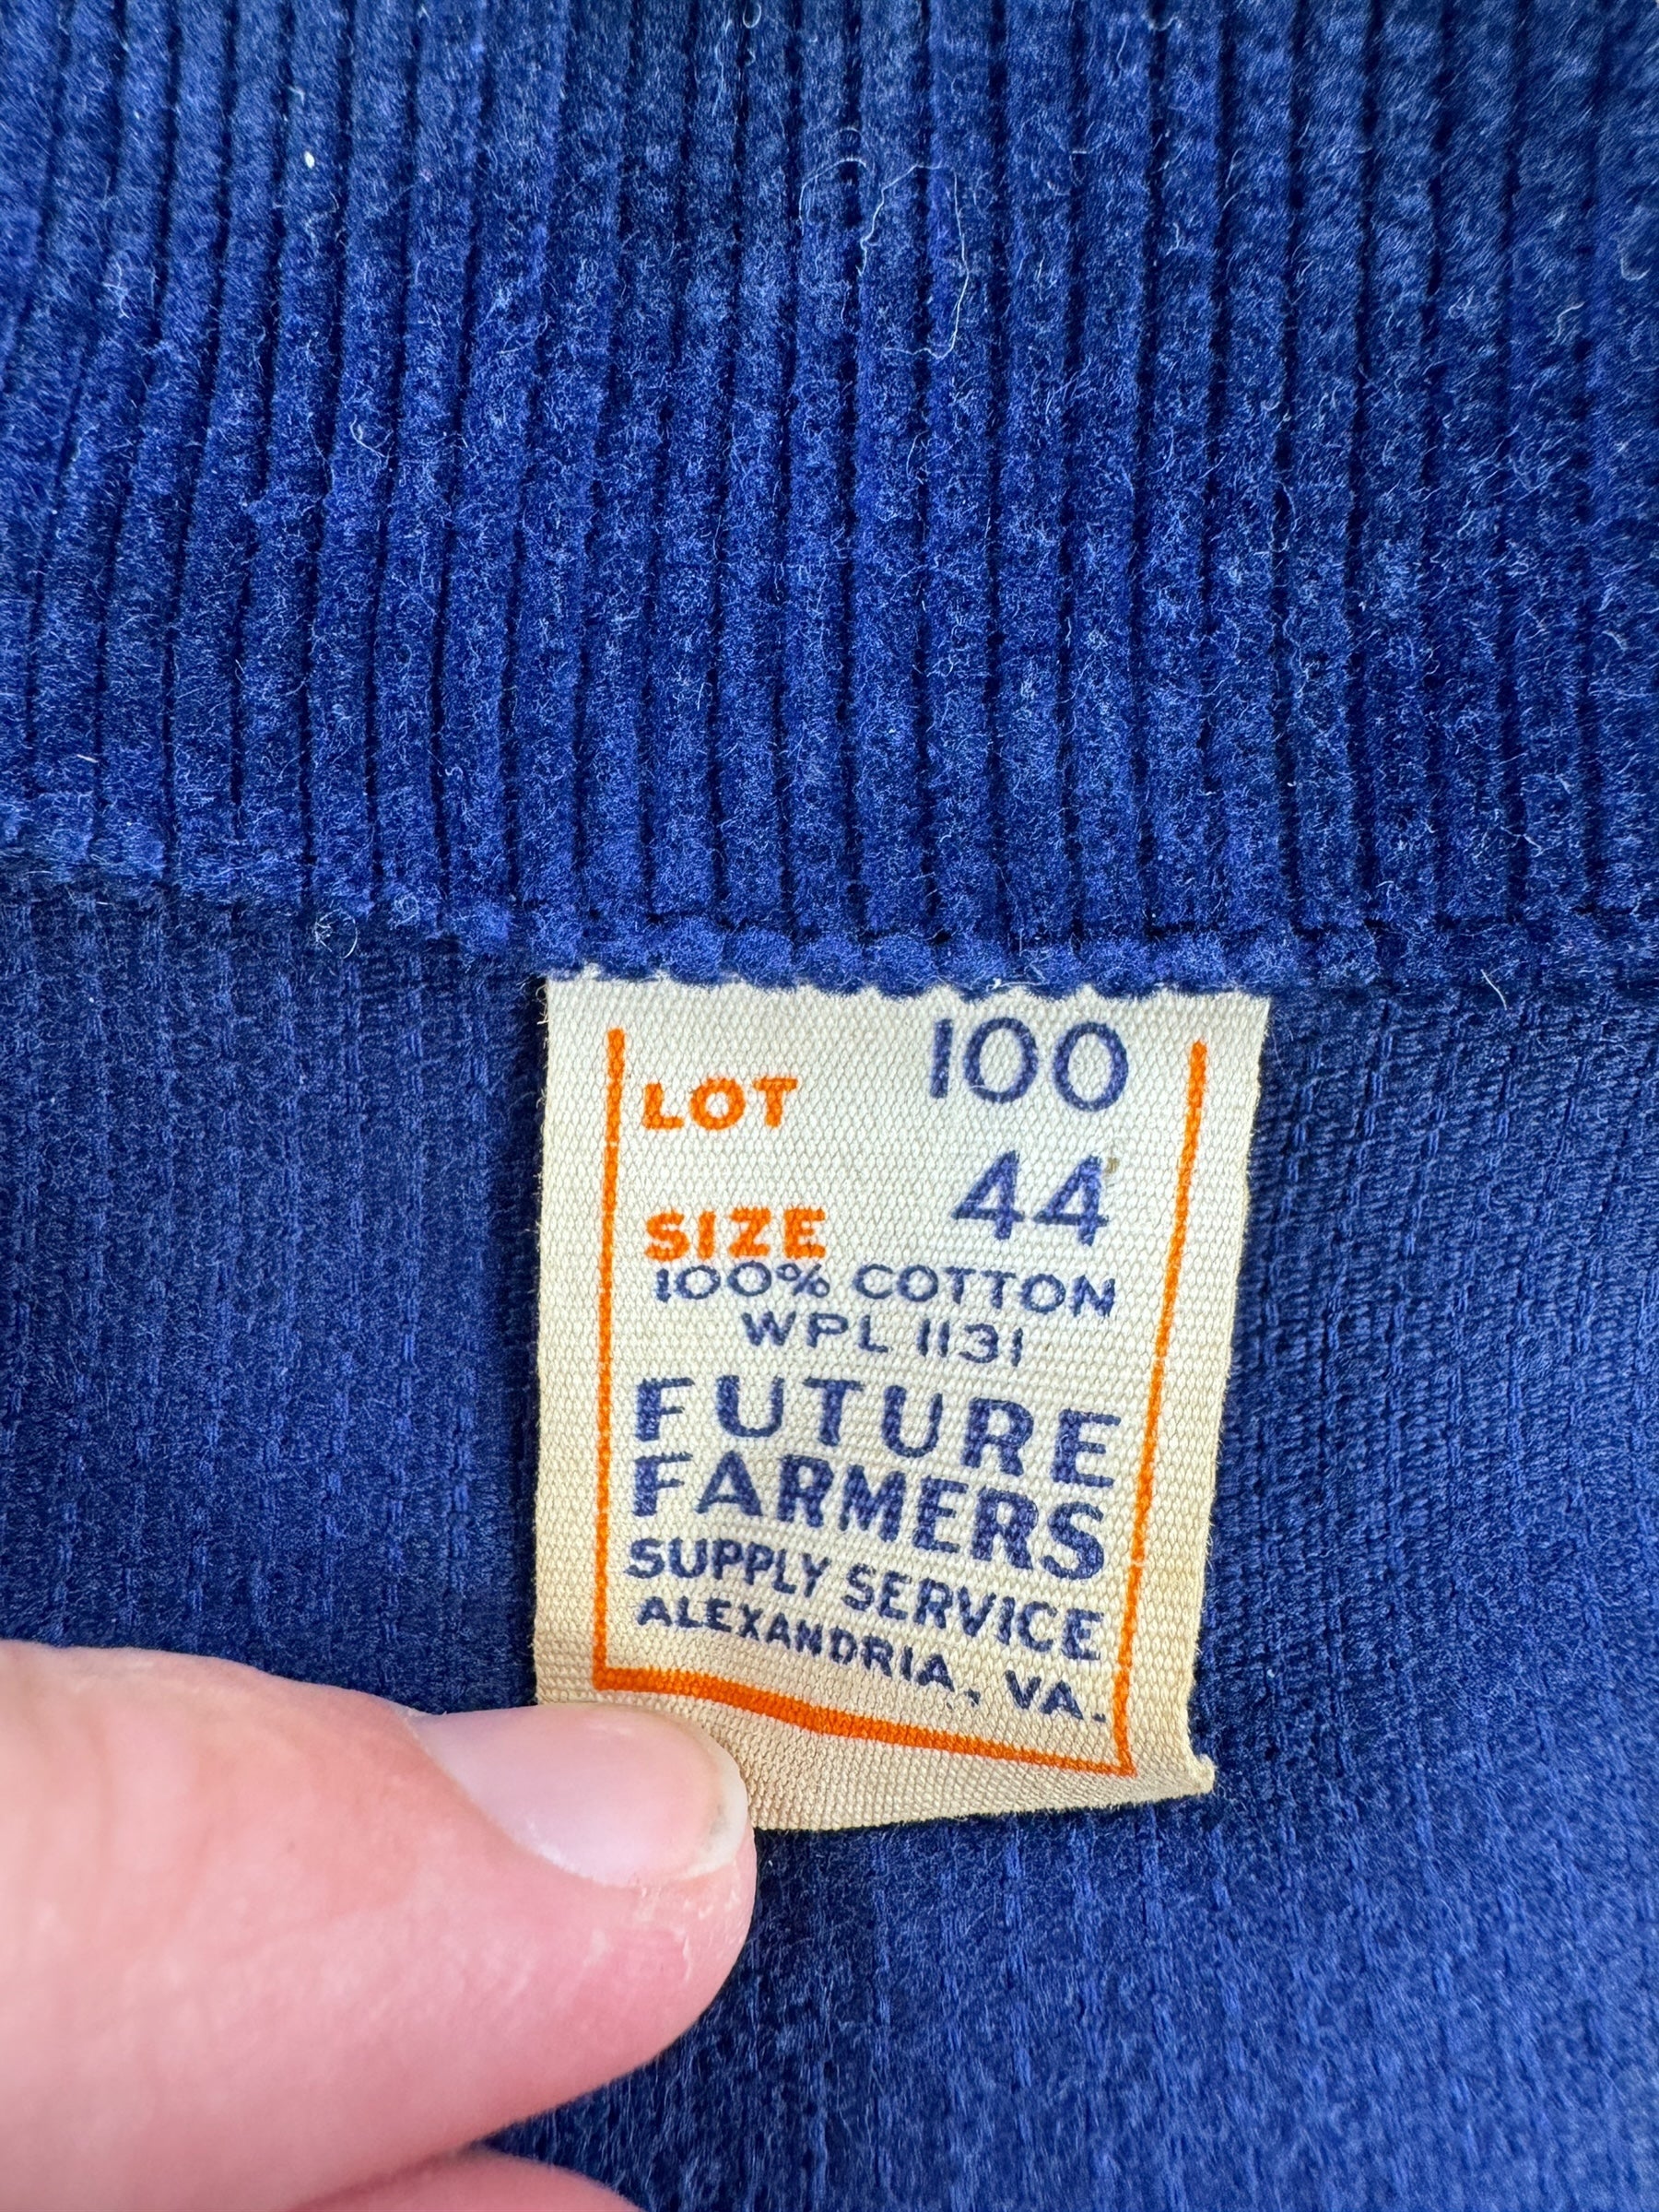 LOT 100
SIZE 44
100% COTTON
WPL 1131
FUTURE
FARMERS
SUPPLY SERVICE
ALEXANDRIA, VA.